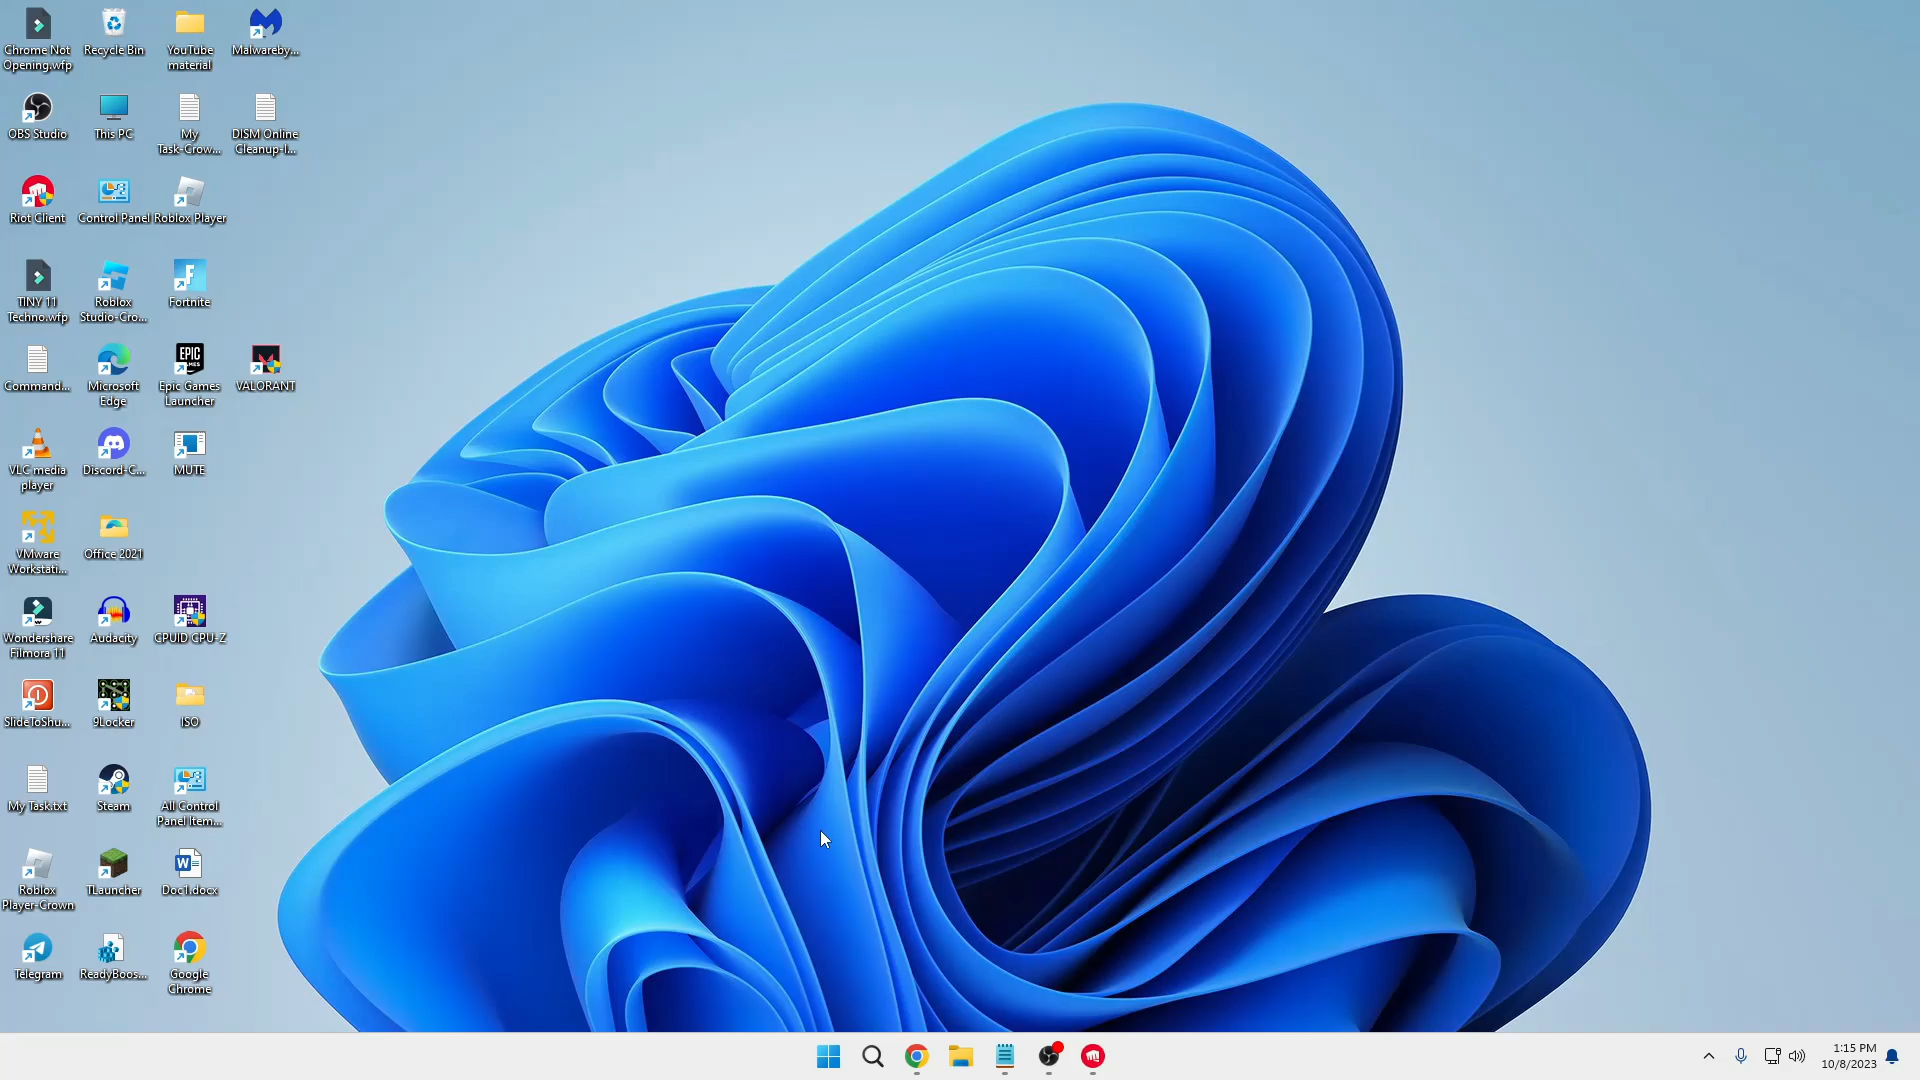 Chrome Not
Opening.wfp
Recycle Bin
YouTube
material
Malwareby...
OBS Studio
This PC
My
Task-Crow...
DISM Online
Cleanup-I...
Riot Client
Control Panel
Roblox Player
TINY 11
Techno.wfp
Roblox
Studio-Cro...
Fortnite
Command...
Microsoft
Edge
EPIC
GAMES
Epic Games
Launcher
VALORANT
VLC media
player
Discord-C...
MUTE
VMware
Workstati...
Office 2021
Wondershare
Filmora 11
Audacity
CPUID CPU-Z
SlideToShu...
9Locker
ISO
My Task.txt
Steam
All Control
Panel Item...
Roblox
Player-Crown
TLauncher
Doc1.docx
Telegram
ReadyBoos...
Google
Chrome
1:15 PM
10/8/2023